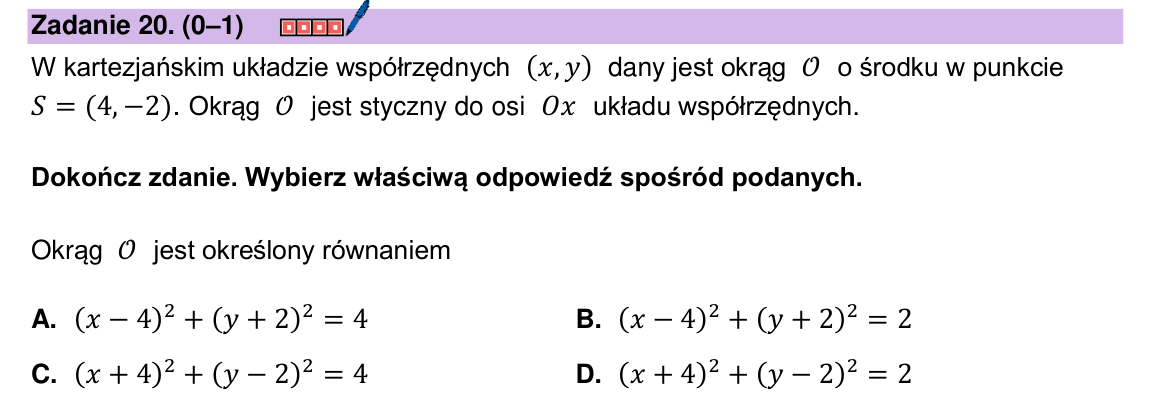 Zadanie 20. (0–1)
W kartezjańskim układzie współrzędnych (x, y) dany jest okrąg 𝒪 o środku w punkcie
S = (4, −2). Okrąg 𝒪 jest styczny do osi Ox układu współrzędnych.
Dokończ zdanie. Wybierz właściwą odpowiedź spośród podanych.
Okrąg 𝒪 jest określony równaniem
A. (x − 4)² + (y + 2)² = 4 B. (x − 4)² + (y + 2)² = 2
C. (x + 4)² + (y − 2)² = 4 D. (x + 4)² + (y − 2)² = 2